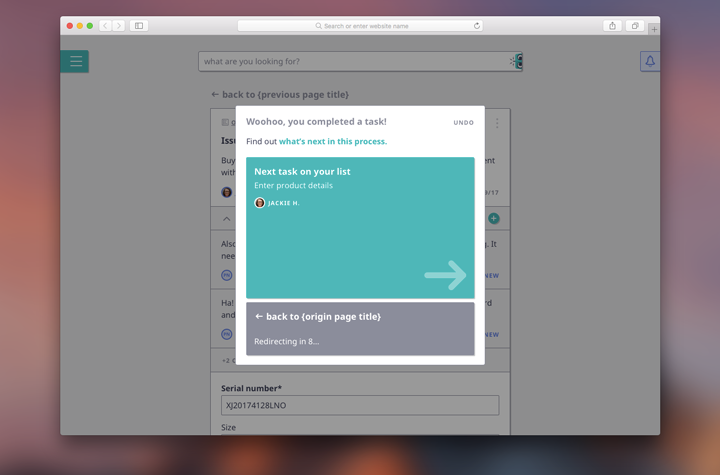 Search or enter website name
what are you looking for?
← back to {previous page title}
Woohoo, you completed a task!
UNDO
Find out what's next in this process.
Next task on your list
Enter product details
JACKIE H.
← back to {origin page title}
Redirecting in 8...
Buy
with
9/17
Also
. It
nee
NEW
Ha!
and
NEW
+2
Serial number*
XJ20174128LNO
Size